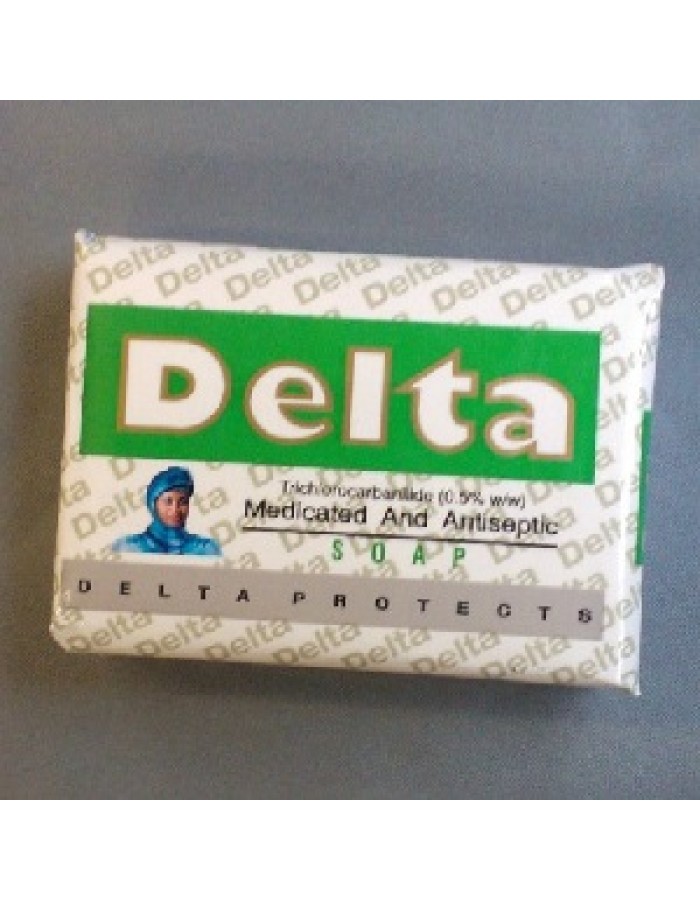 Delta
Trichlorocarbanilide (0.5% w/w)
Medicated And Antiseptic
SOAP
DELTA PROTECTS